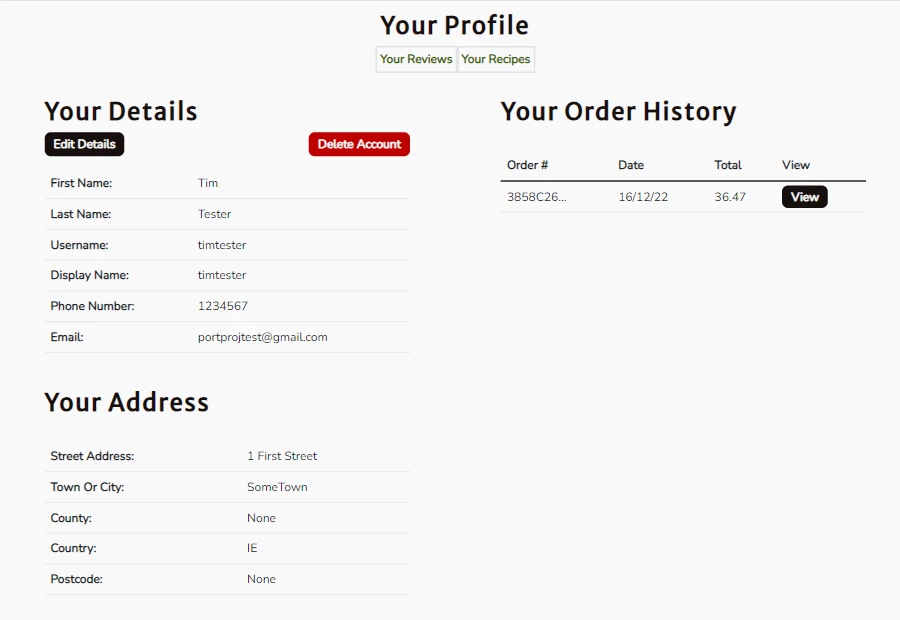 Your Profile
Your Reviews Your Recipes
Your Details
Edit Details Delete Account
First Name: Tim
Last Name: Tester
Username: timtester
Display Name: timtester
Phone Number: 1234567
Email: portprojtest@gmail.com
Your Address
Street Address: 1 First Street
Town Or City: SomeTown
County: None
Country: IE
Postcode: None
Your Order History
Order # Date Total View
3858C26... 16/12/22 36.47 View